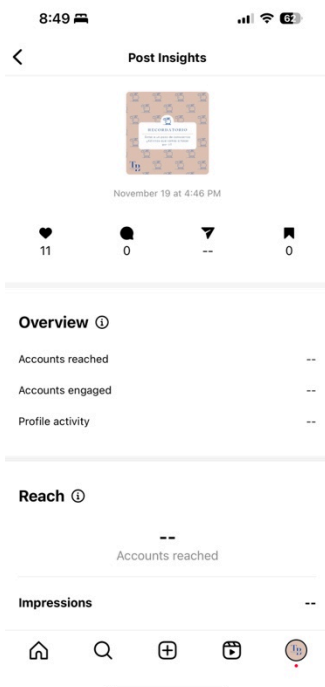 8:49
62
Post Insights
November 19 at 4:46 PM
11
0
--
0
Overview
Accounts reached --
Accounts engaged --
Profile activity --
Reach
--
Accounts reached
Impressions --